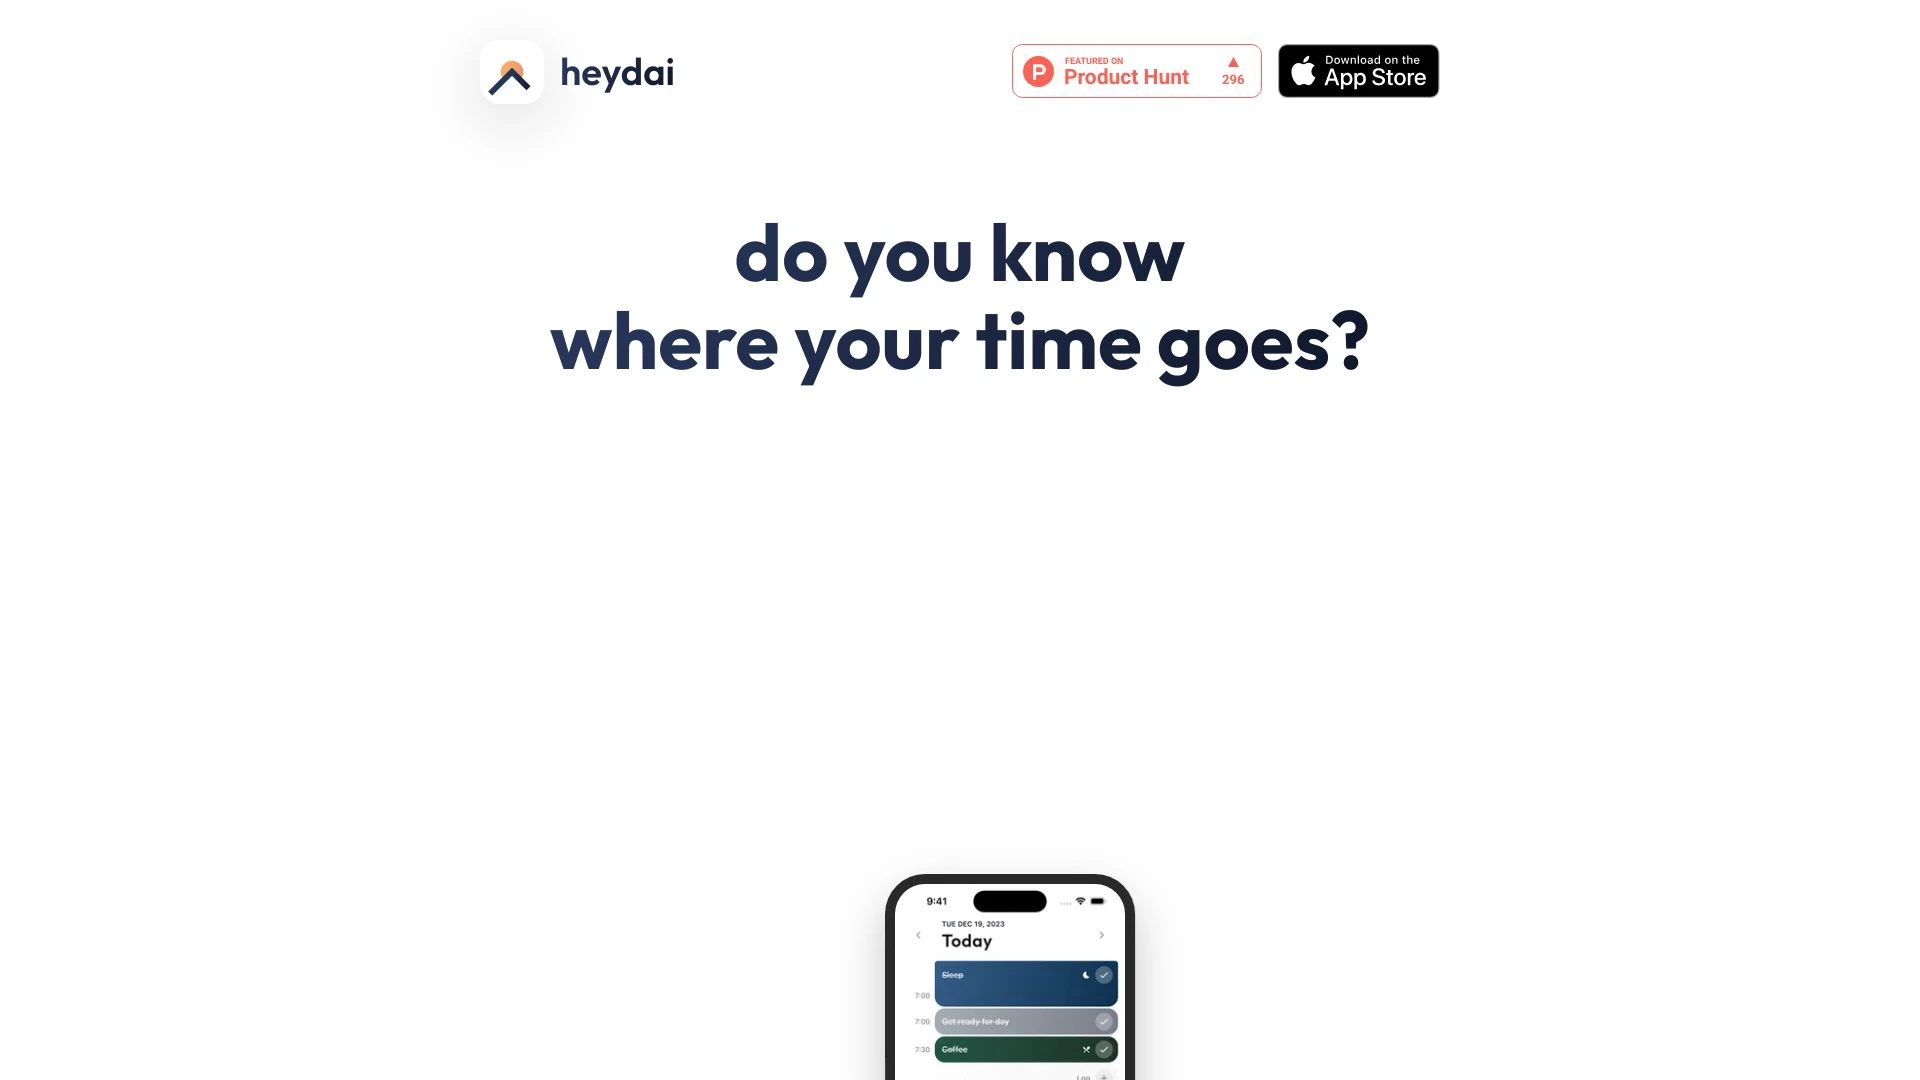 heydai
FEATURED ON
Product Hunt
296
Download on the
App Store
do you know
where your time goes?
9:41
TUE DEC 19, 2023
Today
Sleep
7:00
7:00
Get ready for day
7:30
Coffee
Log